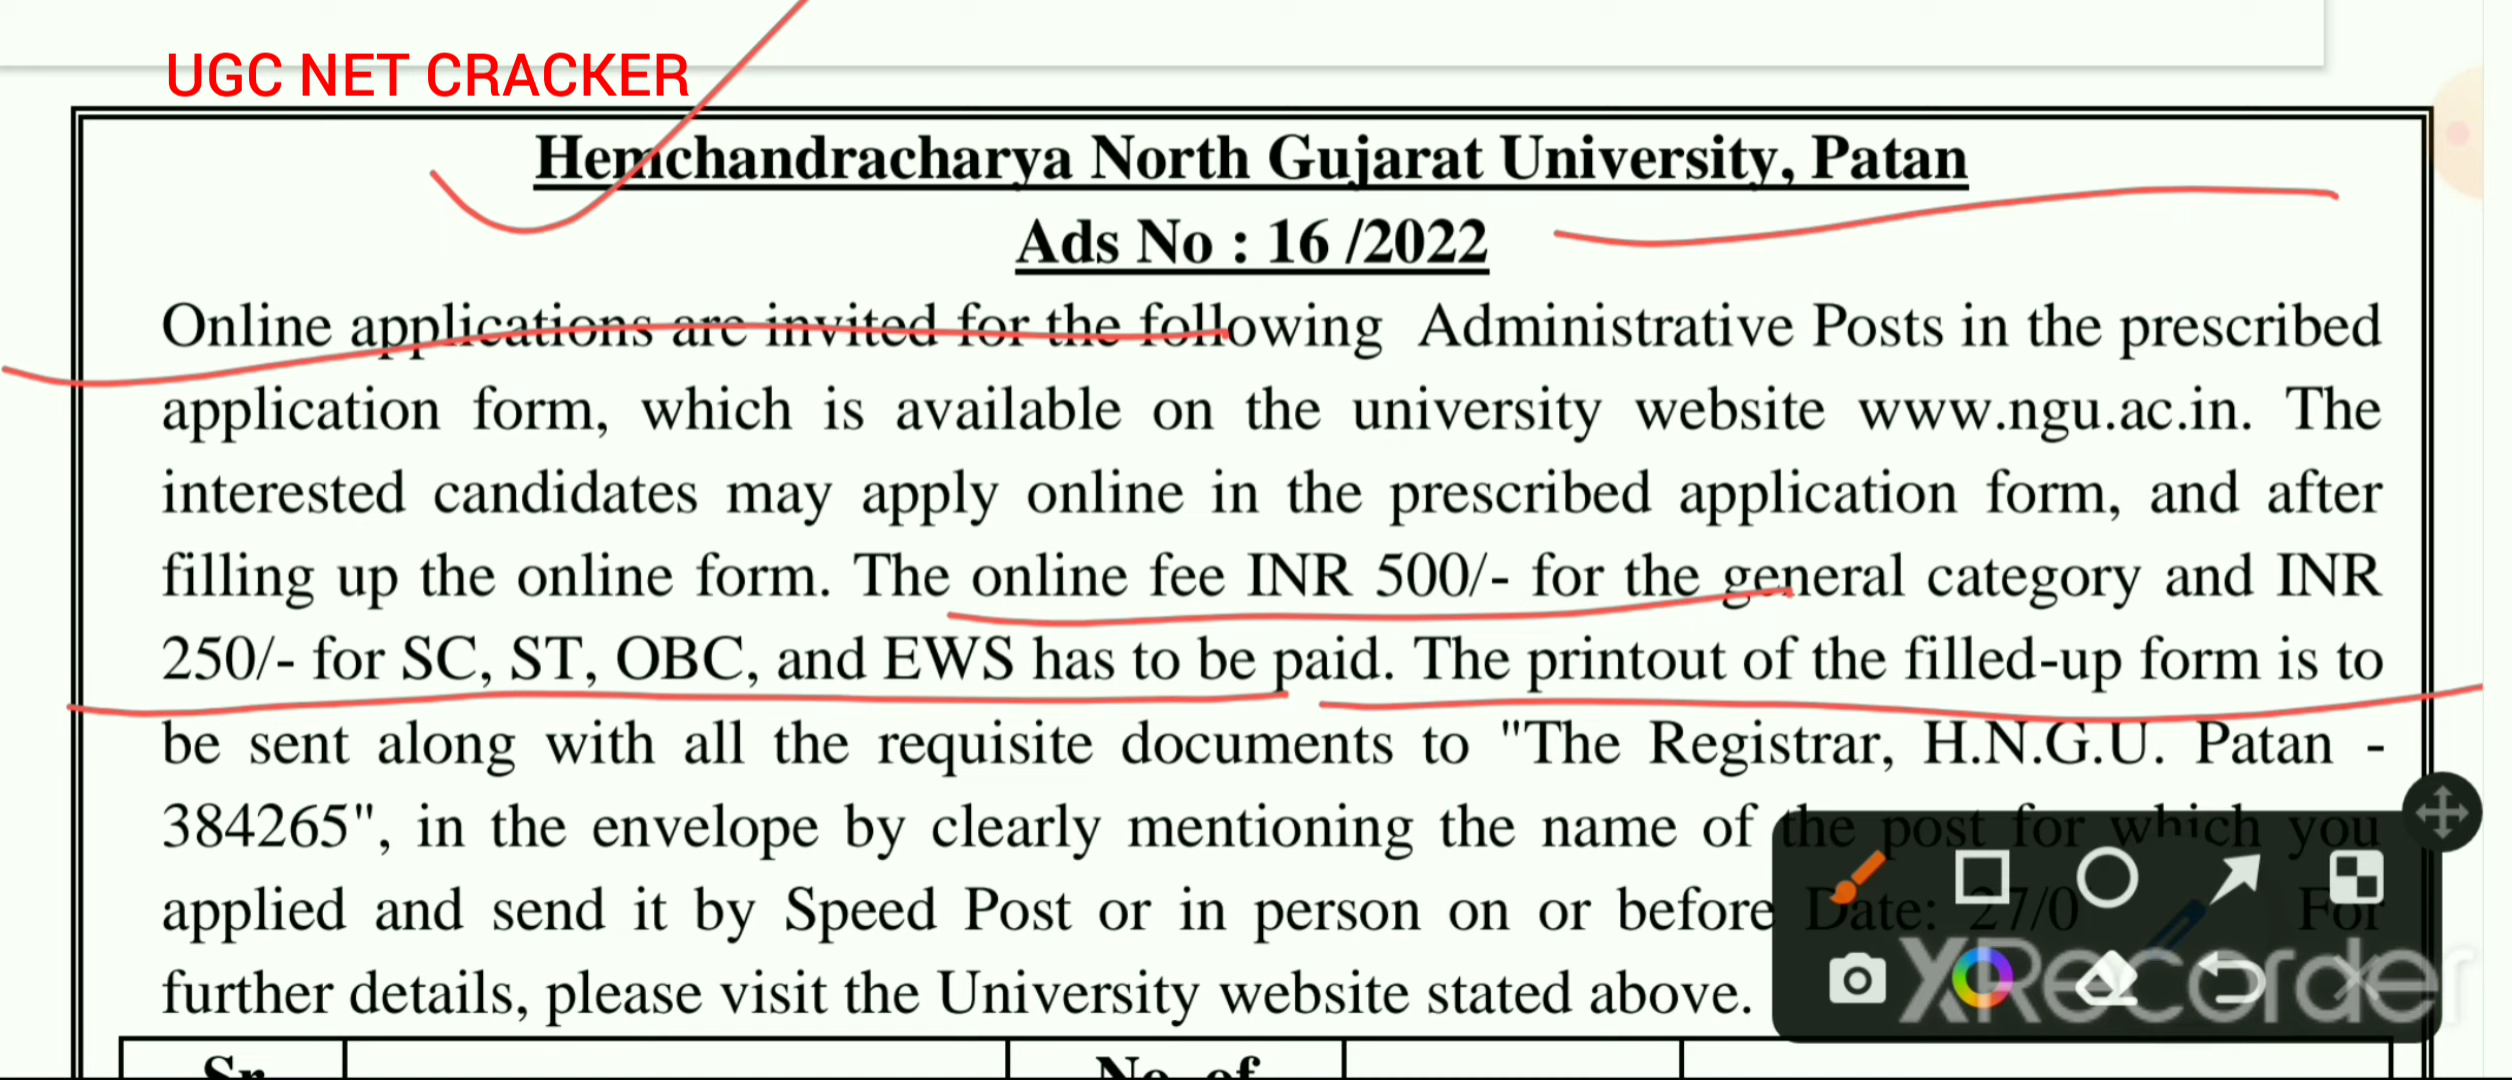 UGC NET CRACKER
Hemchandracharya North Gujarat University, Patan
Ads No : 16 /2022
Online applications are invited for the following Administrative Posts in the prescribed
application form, which is available on the university website www.ngu.ac.in. The
interested candidates may apply online in the prescribed application form, and after
filling up the online form. The online fee INR 500/- for the general category and INR
250/- for SC, ST, OBC, and EWS has to be paid. The printout of the filled-up form is to
be sent along with all the requisite documents to "The Registrar, H.N.G.U. Patan -
384265", in the envelope by clearly mentioning the name of the post for which you
applied and send it by Speed Post or in person on or before Date: 27/0 For
further details, please visit the University website stated above.
XRecorder
Sr. No. of